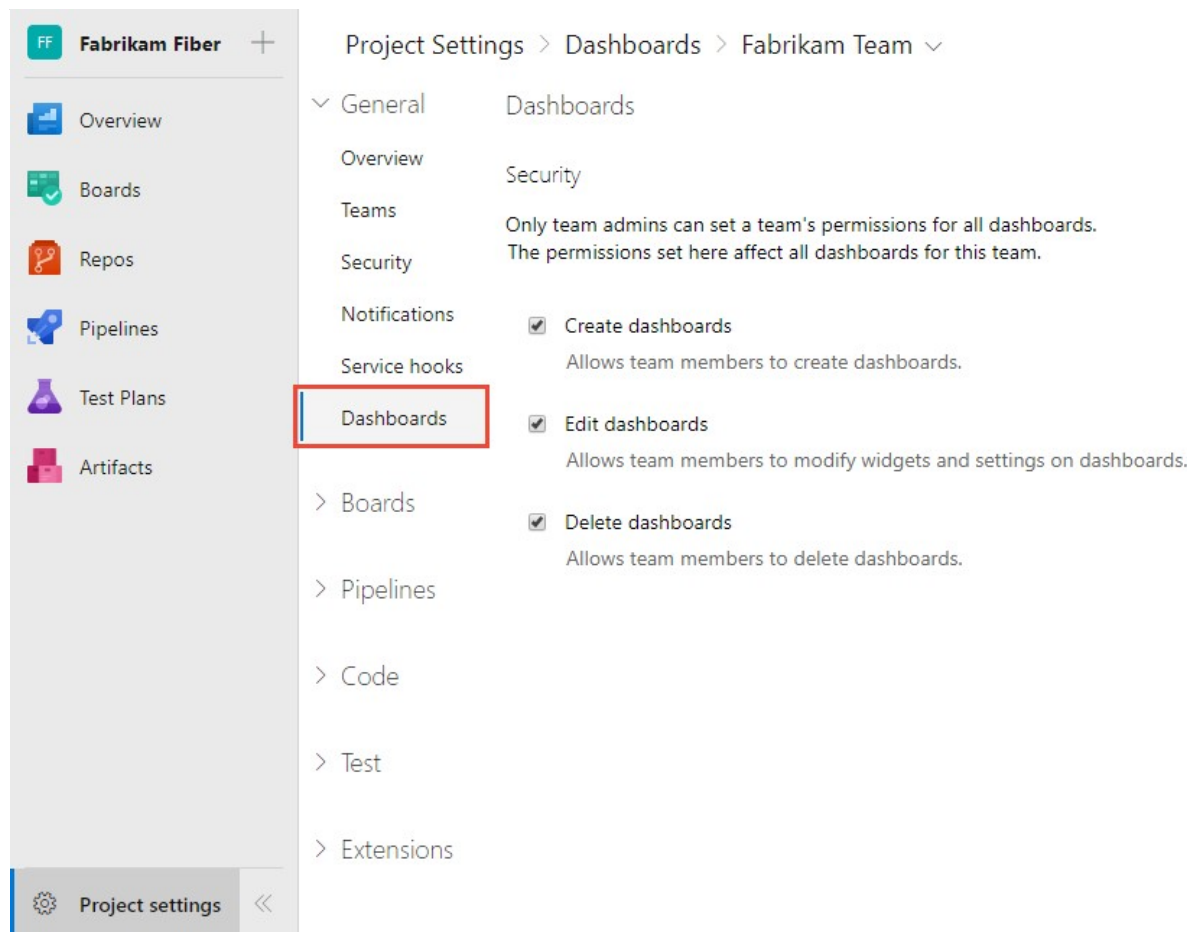 FF Fabrikam Fiber
Overview
Boards
Repos
Pipelines
Test Plans
Artifacts
Project settings
Project Settings > Dashboards > Fabrikam Team
General
Overview
Teams
Security
Notifications
Service hooks
Dashboards
Boards
Pipelines
Code
Test
Extensions
Dashboards
Security
Only team admins can set a team's permissions for all dashboards.
The permissions set here affect all dashboards for this team.
Create dashboards
Allows team members to create dashboards.
Edit dashboards
Allows team members to modify widgets and settings on dashboards.
Delete dashboards
Allows team members to delete dashboards.